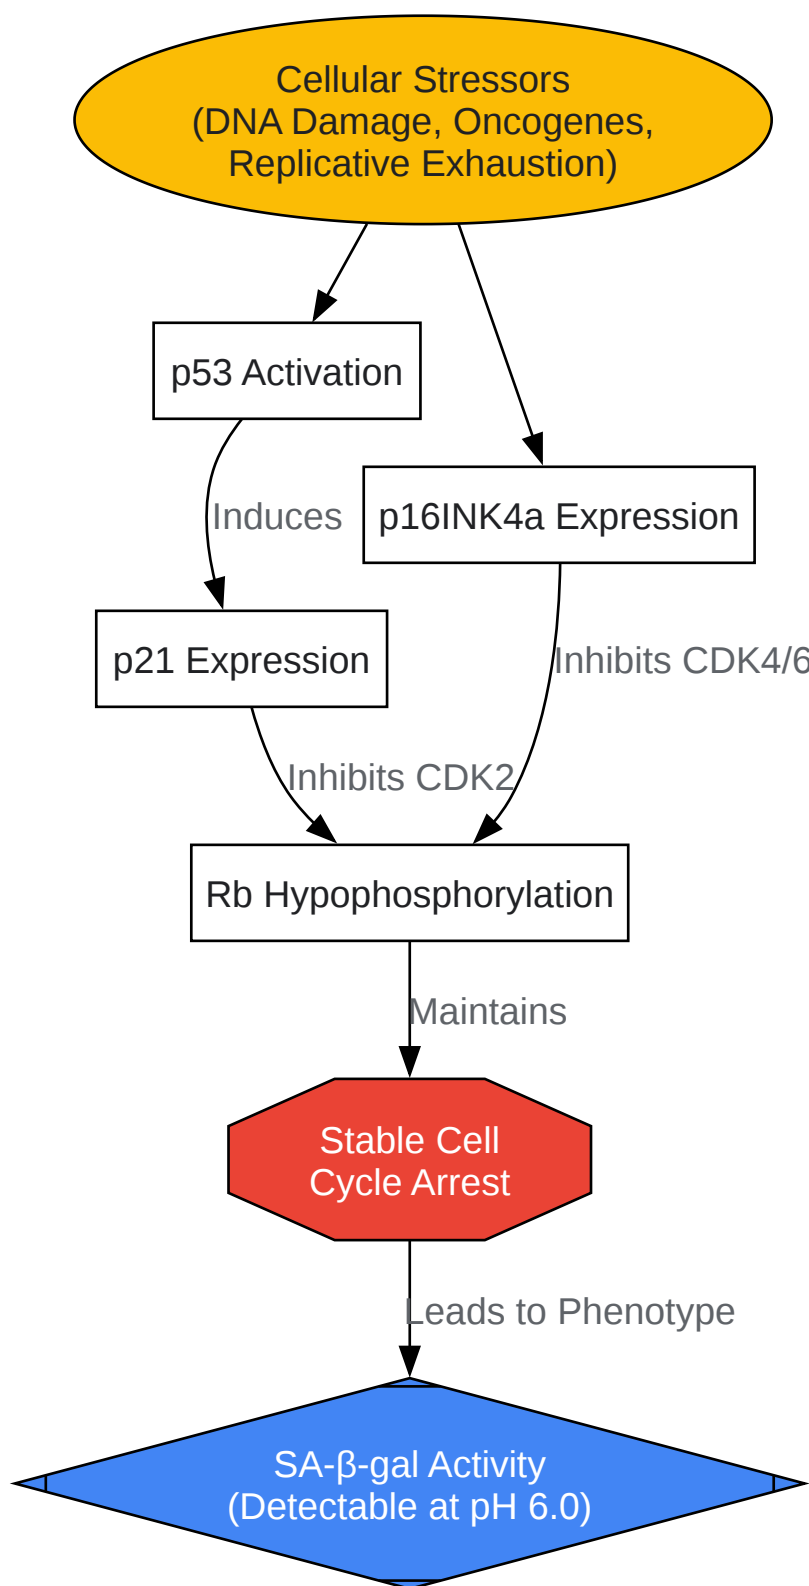 Cellular Stressors
(DNA Damage, Oncogenes,
Replicative Exhaustion)
p53 Activation
Induces
p16INK4a Expression
p21 Expression
Inhibits CDK4/6
Inhibits CDK2
Rb Hypophosphorylation
Maintains
Stable Cell
Cycle Arrest
Leads to Phenotype
SA-β-gal Activity
(Detectable at pH 6.0)